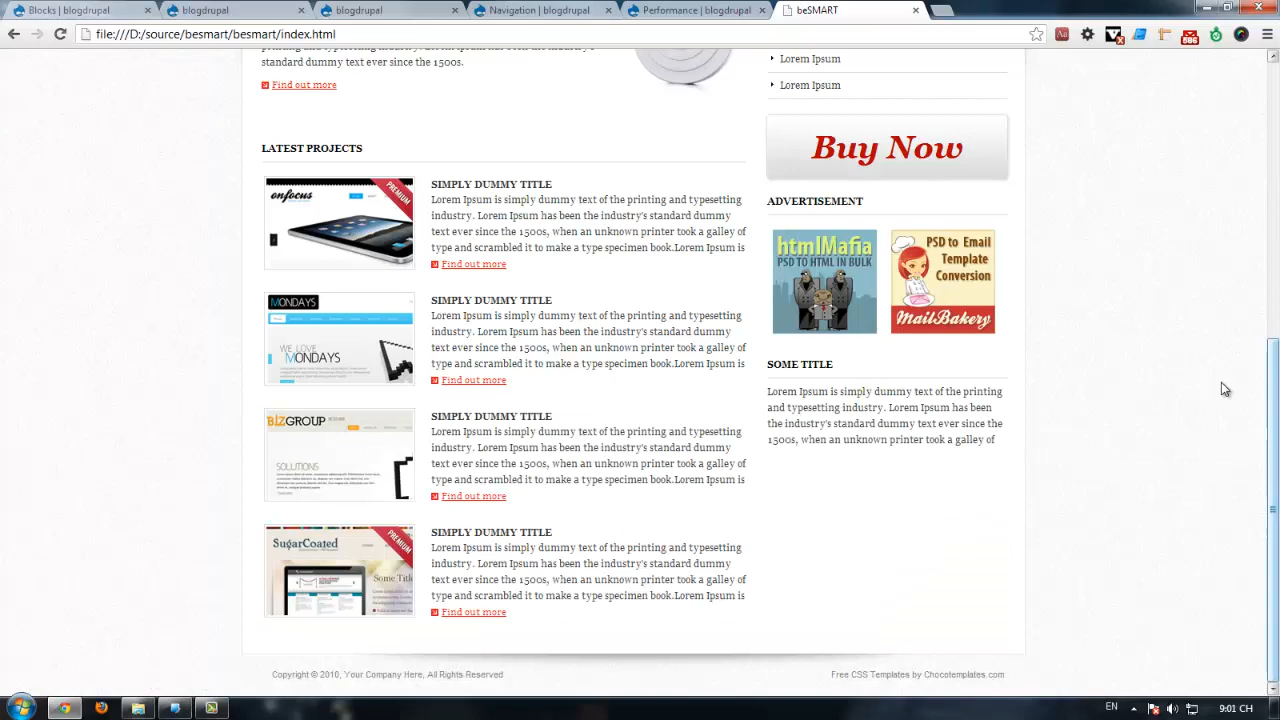 Blocks | blogdrupal
blogdrupal
blogdrupal
Navigation | blogdrupal
Performance | blogdrupal
beSMART
file:///D:/source/besmart/besmart/index.html
586
standard dummy text ever since the 1500s.
Find out more
Lorem Ipsum
Lorem Ipsum
Buy Now
LATEST PROJECTS
onfocus
PREMIUM
SIMPLY DUMMY TITLE
Lorem Ipsum is simply dummy text of the printing and typesetting
industry. Lorem Ipsum has been the industry's standard dummy
text ever since the 1500s, when an unknown printer took a galley of
type and scrambled it to make a type specimen book.Lorem Ipsum is
Find out more
MONDAYS
WE LOVE
MONDAYS
SIMPLY DUMMY TITLE
Lorem Ipsum is simply dummy text of the printing and typesetting
industry. Lorem Ipsum has been the industry's standard dummy
text ever since the 1500s, when an unknown printer took a galley of
type and scrambled it to make a type specimen book.Lorem Ipsum is
Find out more
BIZGROUP
SOLUTIONS
SIMPLY DUMMY TITLE
Lorem Ipsum is simply dummy text of the printing and typesetting
industry. Lorem Ipsum has been the industry's standard dummy
text ever since the 1500s, when an unknown printer took a galley of
type and scrambled it to make a type specimen book.Lorem Ipsum is
Find out more
SugarCoated
PREMIUM
Some Title
SIMPLY DUMMY TITLE
Lorem Ipsum is simply dummy text of the printing and typesetting
industry. Lorem Ipsum has been the industry's standard dummy
text ever since the 1500s, when an unknown printer took a galley of
type and scrambled it to make a type specimen book.Lorem Ipsum is
Find out more
ADVERTISEMENT
htmlMafia
PSD TO HTML IN BULK
PSD to Email
Template
Conversion
MailBakery
SOME TITLE
Lorem Ipsum is simply dummy text of the printing
and typesetting industry. Lorem Ipsum has been
the industry's standard dummy text ever since the
1500s, when an unknown printer took a galley of
Copyright © 2010, Your Company Here, All Rights Reserved
Free CSS Templates by Chocotemplates.com
EN
9:01 CH